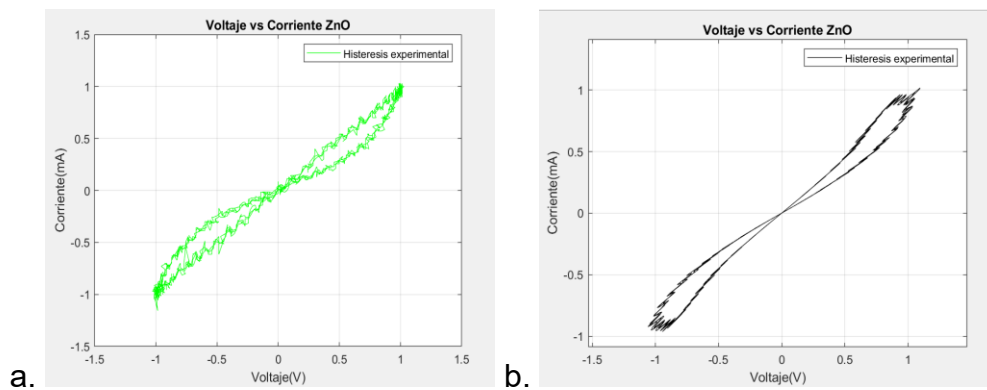 Voltaje vs Corriente ZnO
Histeresis experimental
1.5
1
0.5
0
-0.5
-1
-1.5
Corriente(mA)
-1.5 -1 -0.5 0 0.5 1 1.5
Voltaje(V)
a.
Voltaje vs Corriente ZnO
Histeresis experimental
1
0.5
0
-0.5
-1
Corriente(mA)
-1.5 -1 -0.5 0 0.5 1
Voltaje(V)
b.